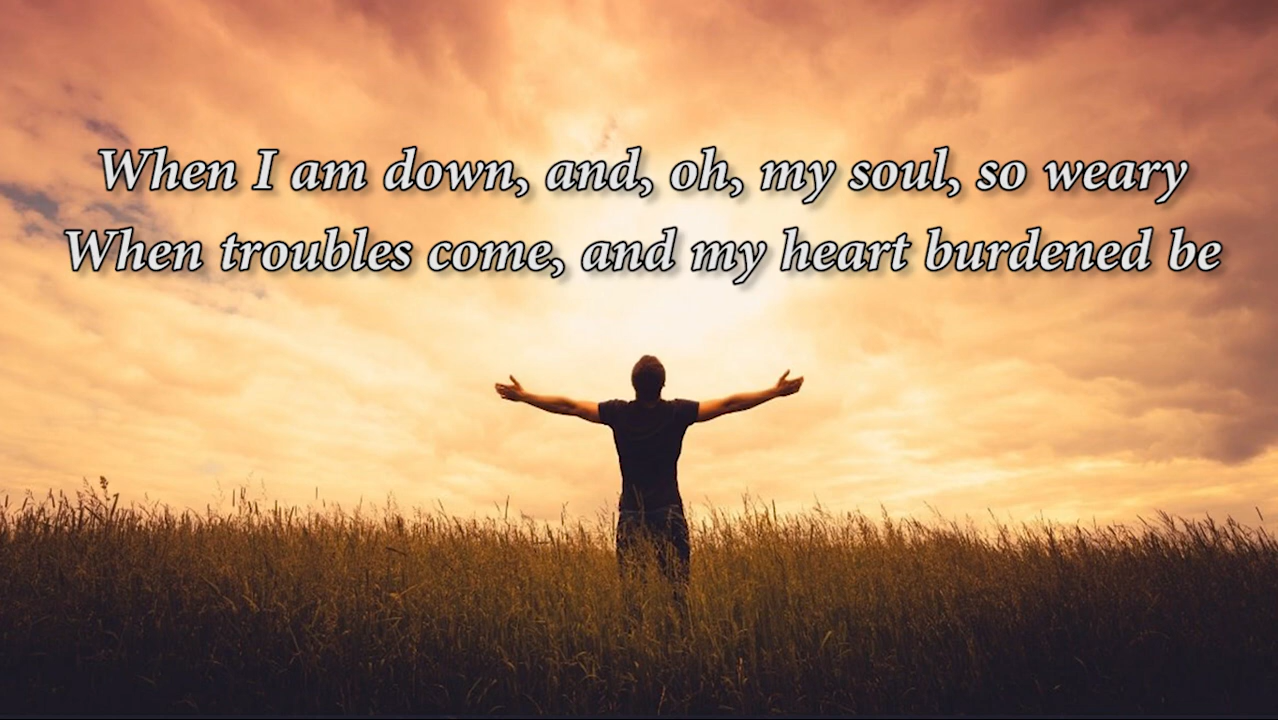 When I am down, and, oh, my soul, so weary
When troubles come, and my heart burdened be